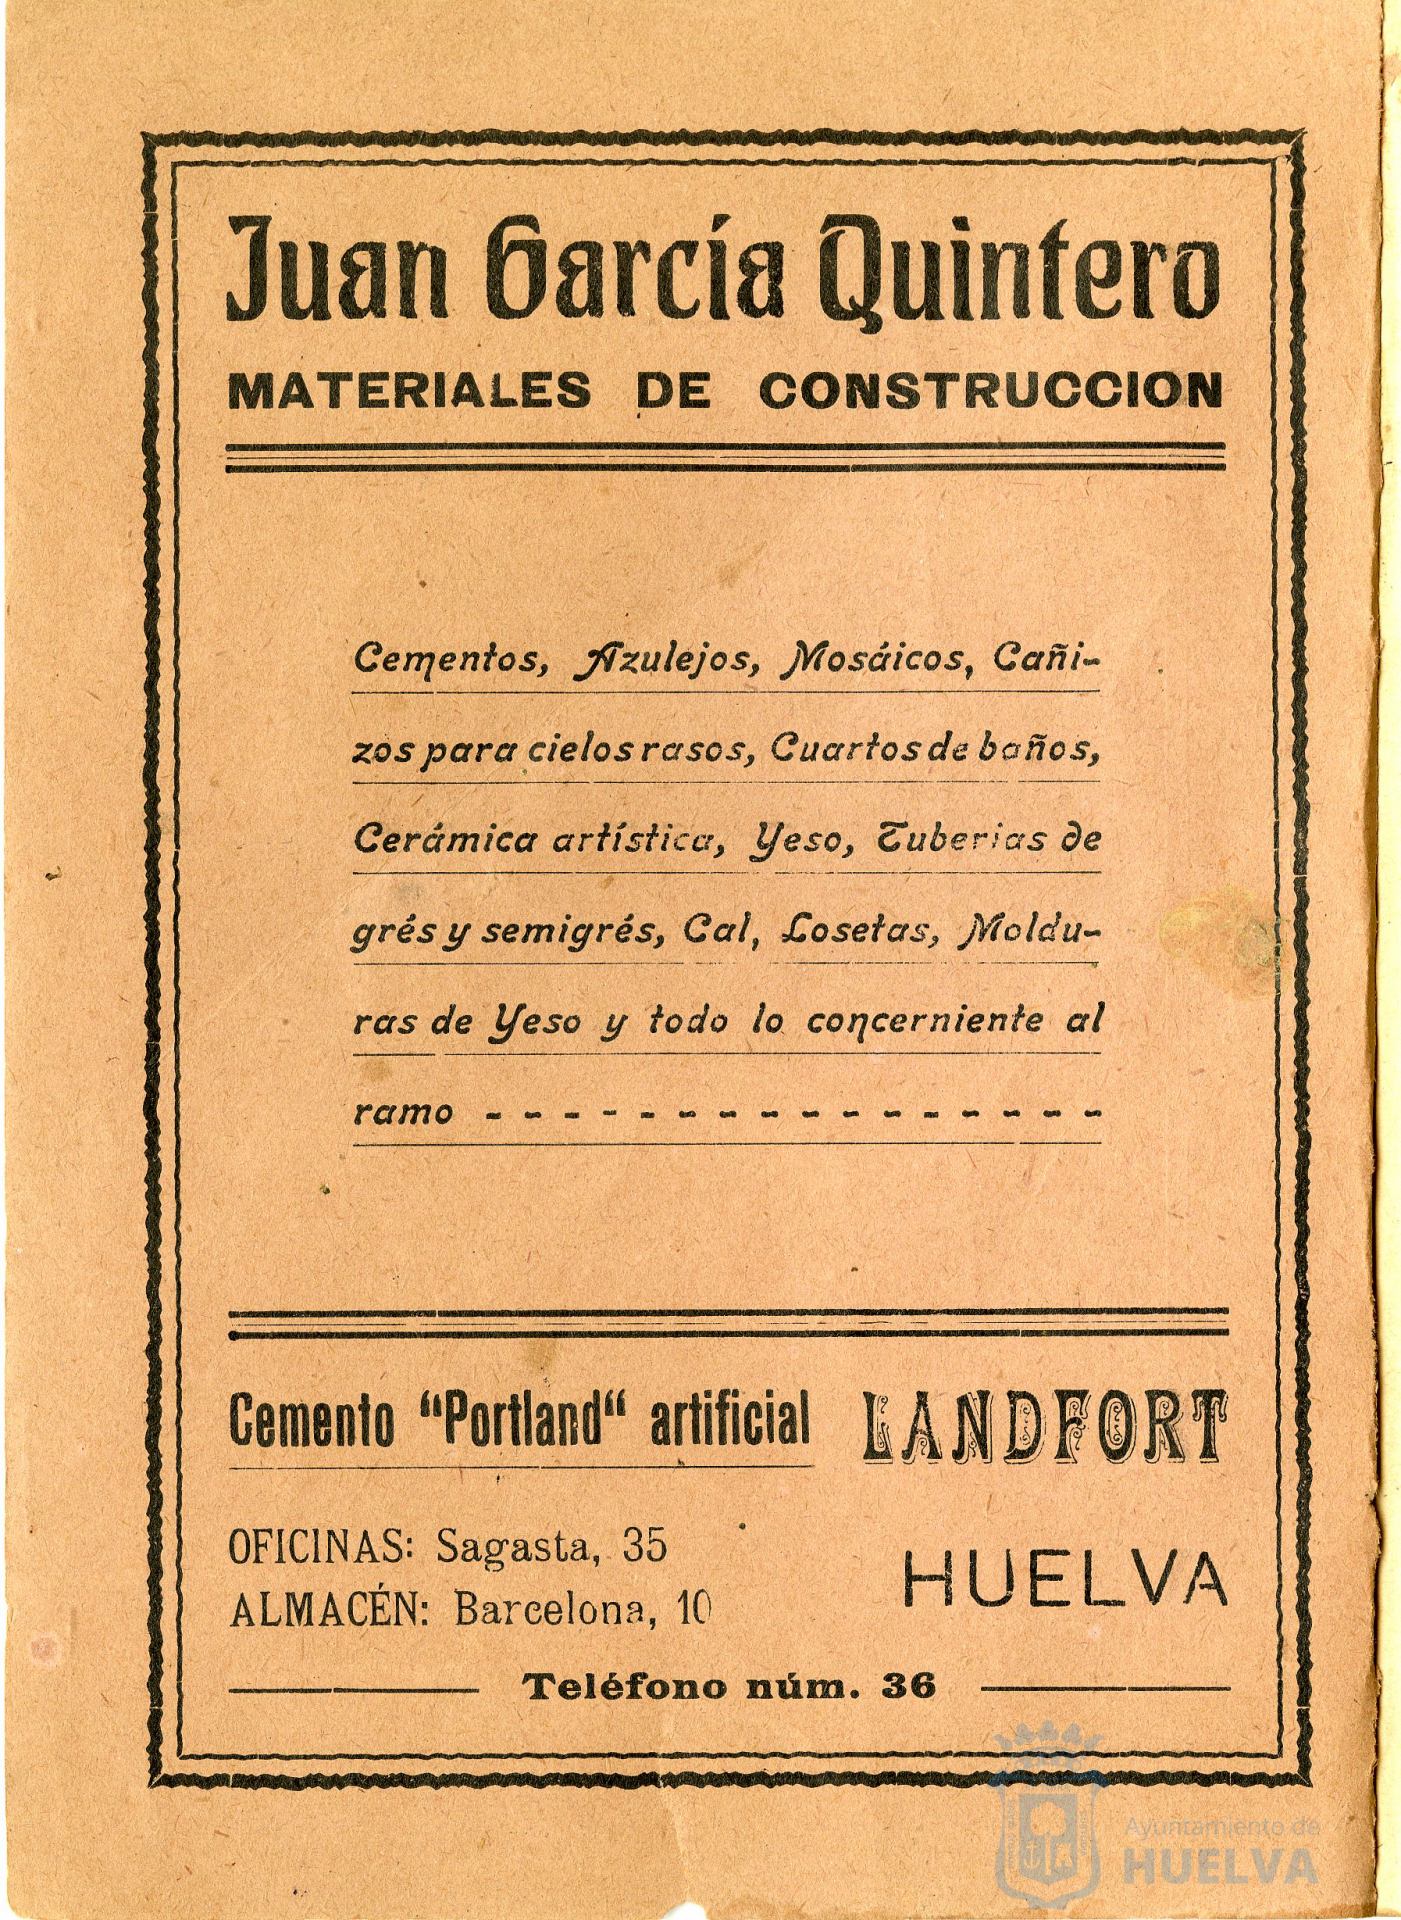 Juan García Quintero
MATERIALES DE CONSTRUCCION
Cementos, Azulejos, Mosáicos, Cañi-
zos para cielos rasos, Cuartos de baños,
Cerámica artística, Yeso, Tuberias de
grés y semigrés, Cal, Losetas, Moldu-
ras de Yeso y todo lo concerniente al
ramo - - - - - - - - - - - - - - - -
Cemento “Portland“ artificial LANDFORT
OFICINAS: Sagasta, 35
ALMACÉN: Barcelona, 10
HUELVA
Teléfono núm. 36
Ayuntamiento de
HUELVA